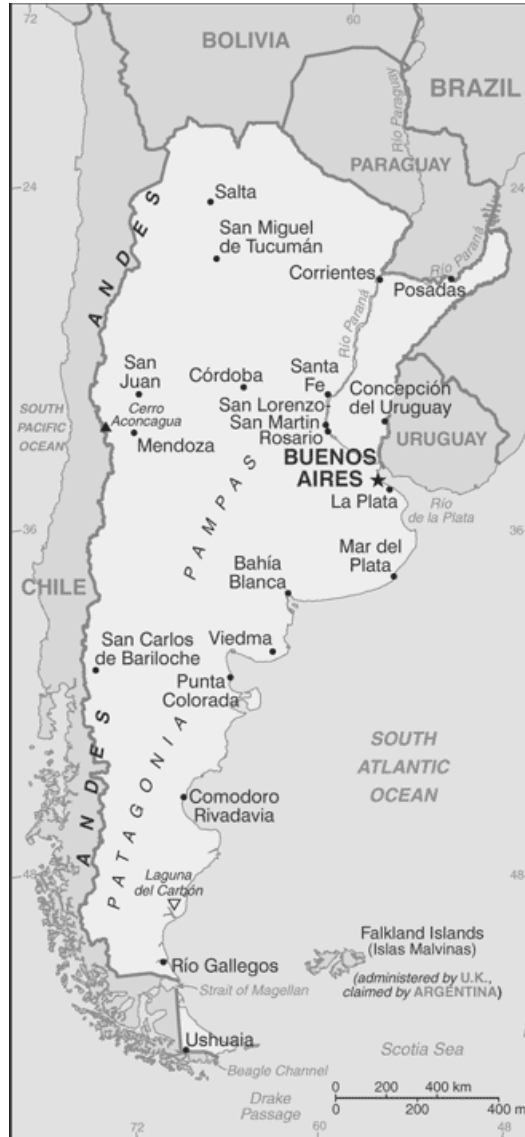 72
60
BOLIVIA
BRAZIL
Río Paraguay
PARAGUAY
24
24
Salta
ANDES
San Miguel
de Tucumán
Río Paraná
Corrientes
Posadas
Río Paraná
San
Juan
Córdoba
Santa
Fe
Cerro
Aconcagua
Concepción
del Uruguay
SOUTH
PACIFIC
OCEAN
San Lorenzo-
San Martin
Mendoza
Rosario
URUGUAY
BUENOS
AIRES
La Plata
PAMPAS
Río
de la Plata
36
36
Mar del
Plata
Bahía
Blanca
CHILE
San Carlos
de Bariloche
Viedma
Punta
Colorada
ANDES
PATAGONIA
SOUTH
ATLANTIC
OCEAN
Comodoro
Rivadavia
48
48
Laguna
del Carbón
Falkland Islands
(Islas Malvinas)
(administered by U.K.,
claimed by ARGENTINA)
Río Gallegos
Strait of Magellan
Ushuaia
Scotia Sea
Beagle Channel
Drake
Passage
0 200 400 km
0 200 400 m
72
60
48